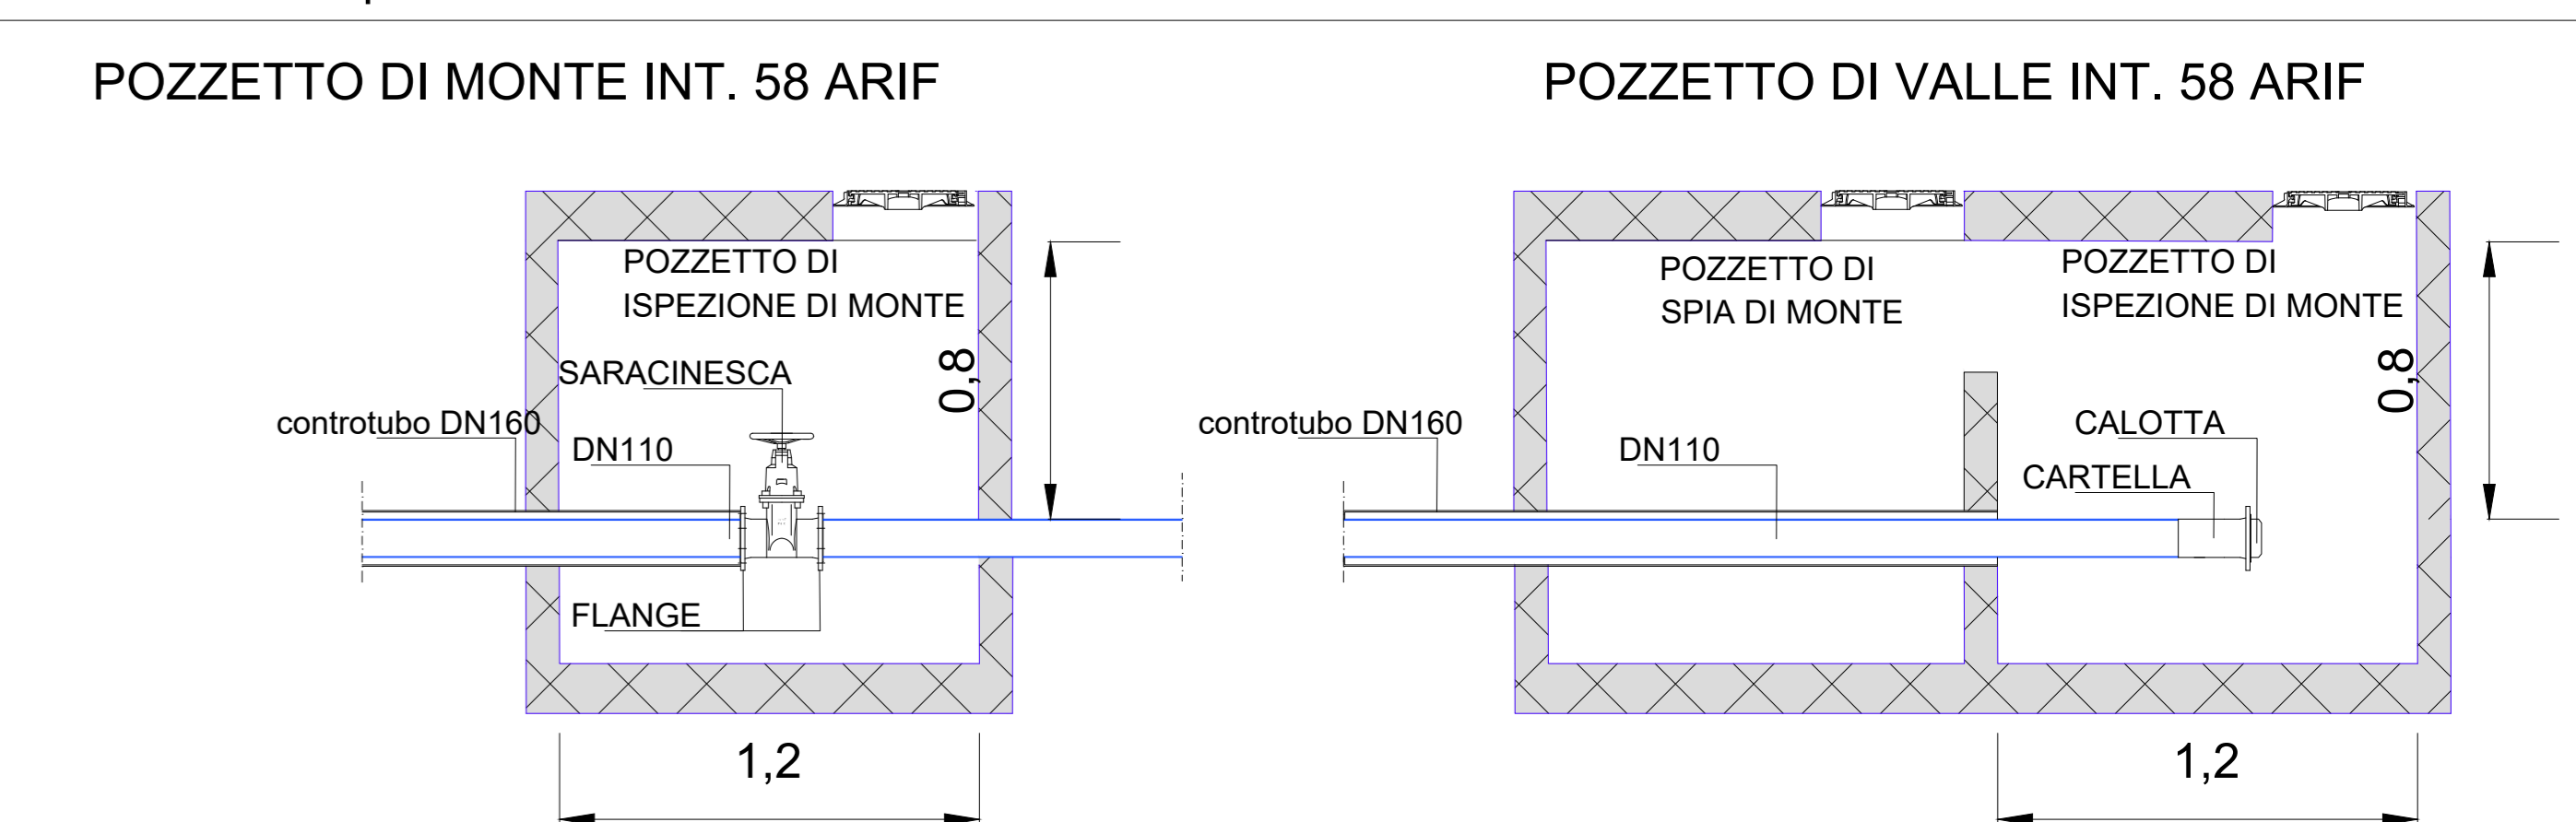 POZZETTO DI MONTE INT. 58 ARIF
POZZETTO DI
ISPEZIONE DI MONTE
SARACINESCA
0,8
controtubo DN160
DN110
FLANGE
1,2
POZZETTO DI VALLE INT. 58 ARIF
POZZETTO DI
SPIA DI MONTE
POZZETTO DI
ISPEZIONE DI MONTE
0,8
controtubo DN160
DN110
CALOTTA
CARTELLA
1,2